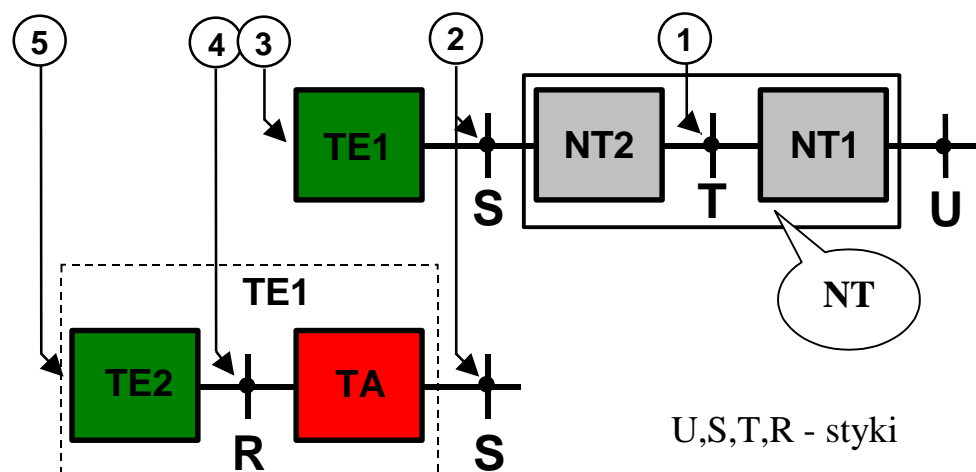 5 4 3 2 1
TE1 NT2 NT1
S T U
NT
TE1
TE2 TA
R S
U,S,T,R - styki